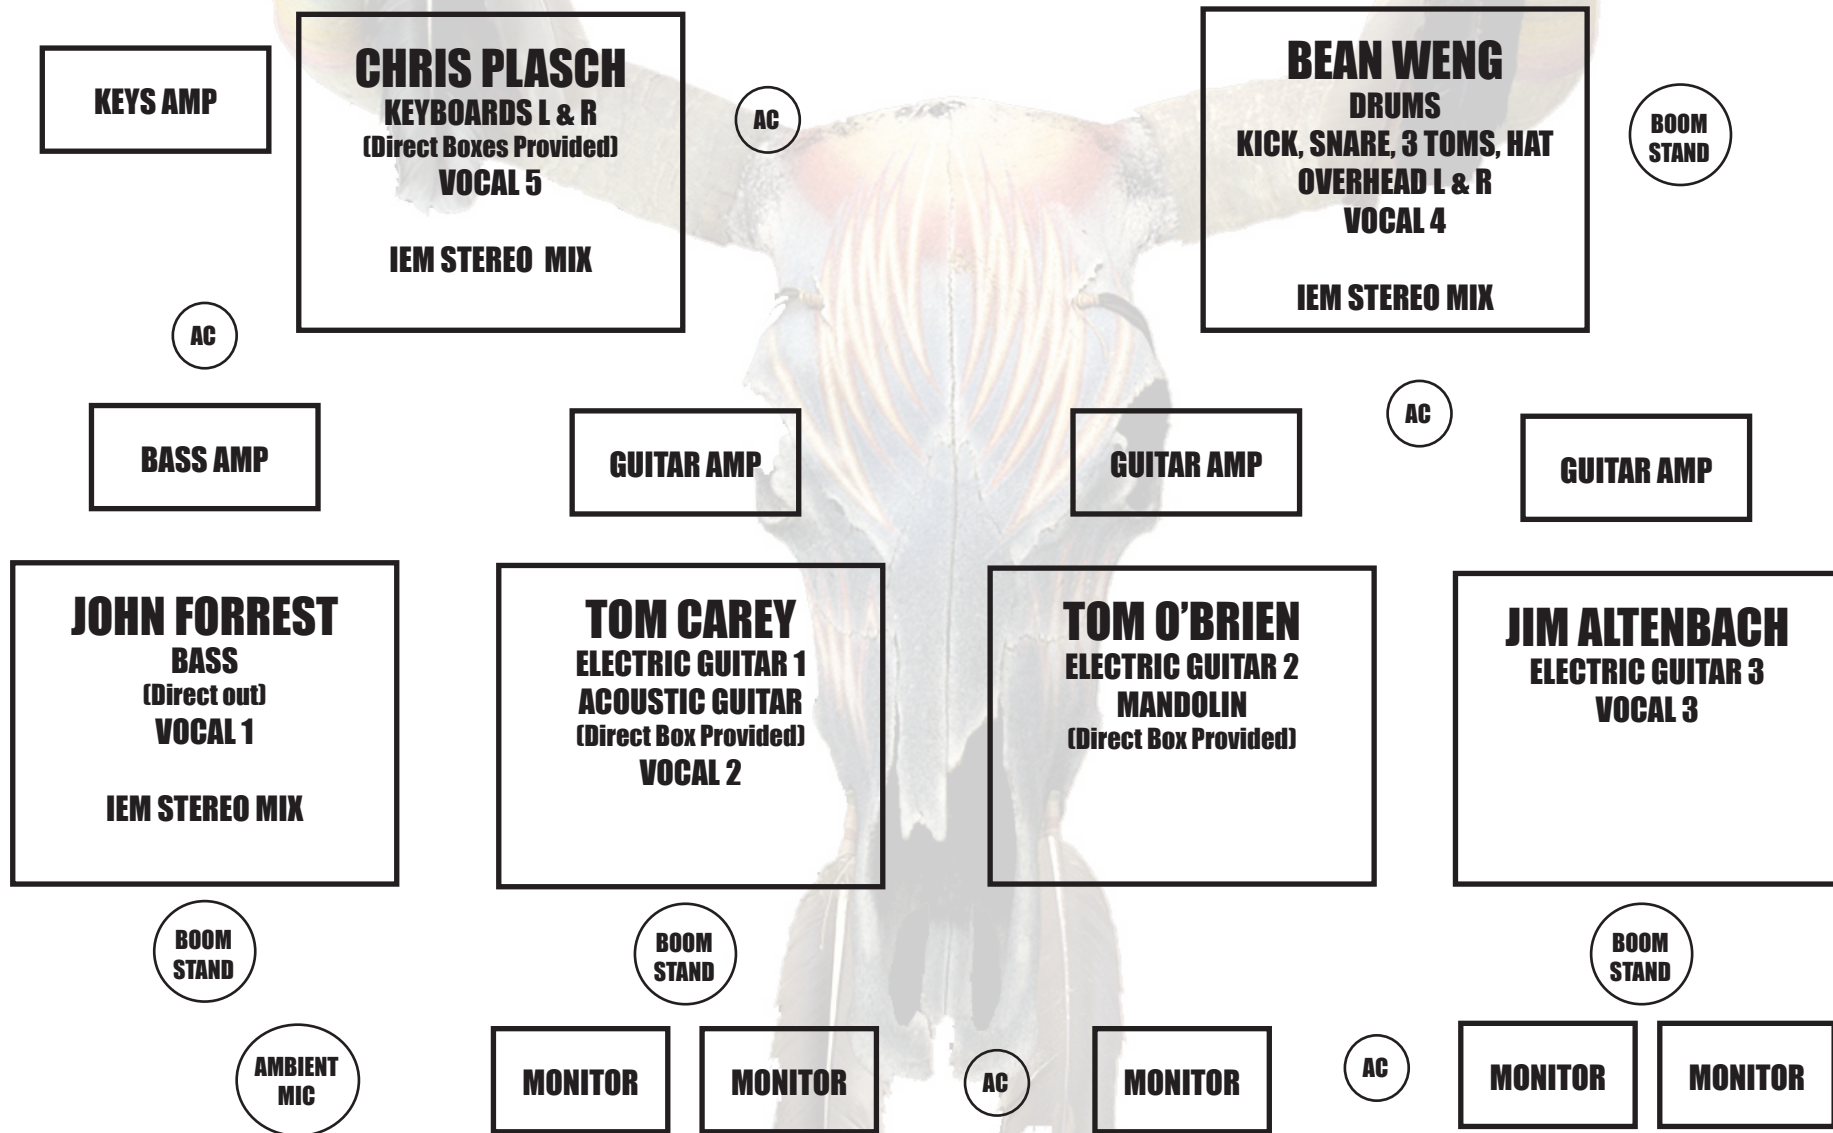 KEYS AMP
CHRIS PLASCH
KEYBOARDS L & R
(Direct Boxes Provided)
VOCAL 5
IEM STEREO MIX
AC
BEAN WENG
DRUMS
KICK, SNARE, 3 TOMS, HAT
OVERHEAD L & R
VOCAL 4
IEM STEREO MIX
BOOM
STAND
AC
AC
BASS AMP
GUITAR AMP
GUITAR AMP
GUITAR AMP
JOHN FORREST
BASS
(Direct out)
VOCAL 1
IEM STEREO MIX
TOM CAREY
ELECTRIC GUITAR 1
ACOUSTIC GUITAR
(Direct Box Provided)
VOCAL 2
TOM O’BRIEN
ELECTRIC GUITAR 2
MANDOLIN
(Direct Box Provided)
JIM ALTENBACH
ELECTRIC GUITAR 3
VOCAL 3
BOOM
STAND
BOOM
STAND
BOOM
STAND
AMBIENT
MIC
MONITOR
MONITOR
AC
MONITOR
AC
MONITOR
MONITOR